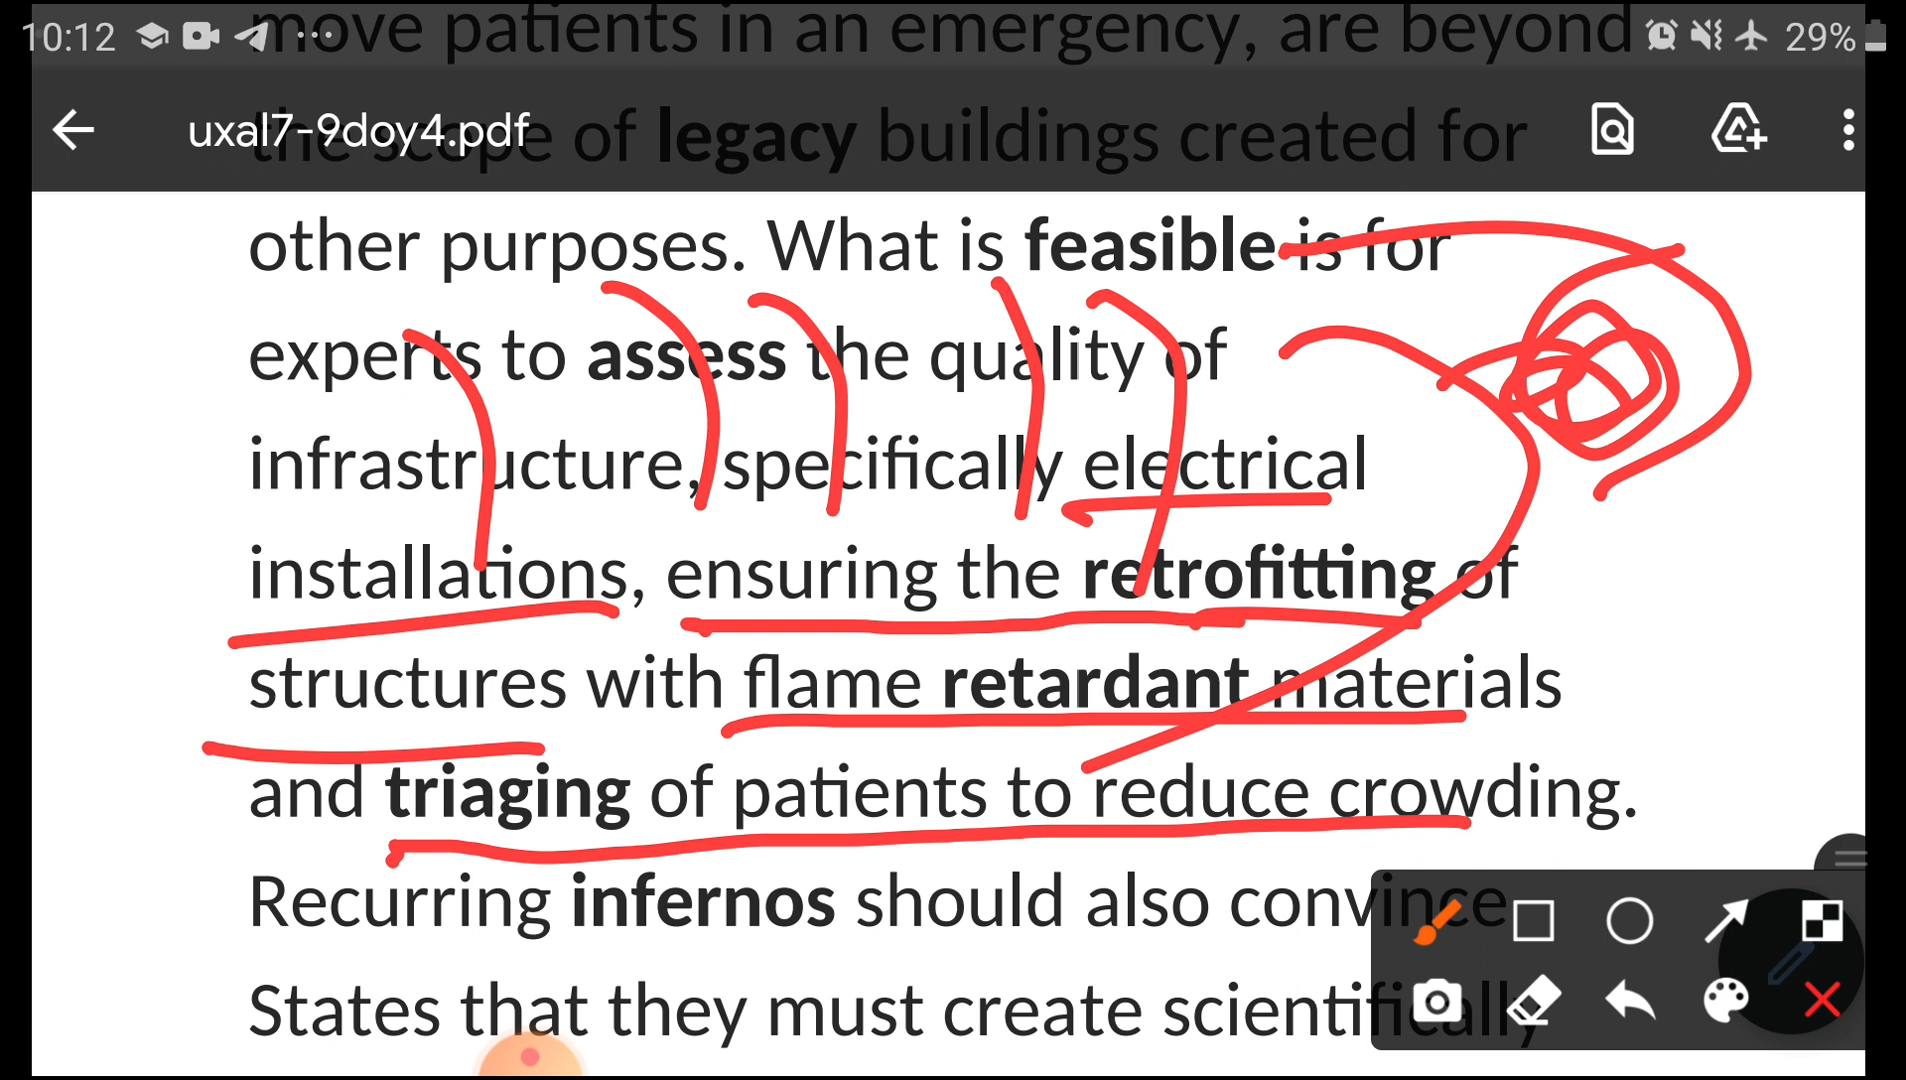 move patients in an emergency, are beyond
10:12 29%
the scope of legacy buildings created for
uxal7-9doy4.pdf
other purposes. What is feasible is for
experts to assess the quality of
infrastructure, specifically electrical
installations, ensuring the retrofitting of
structures with flame retardant materials
and triaging of patients to reduce crowding.
Recurring infernos should also convince
States that they must create scientifically